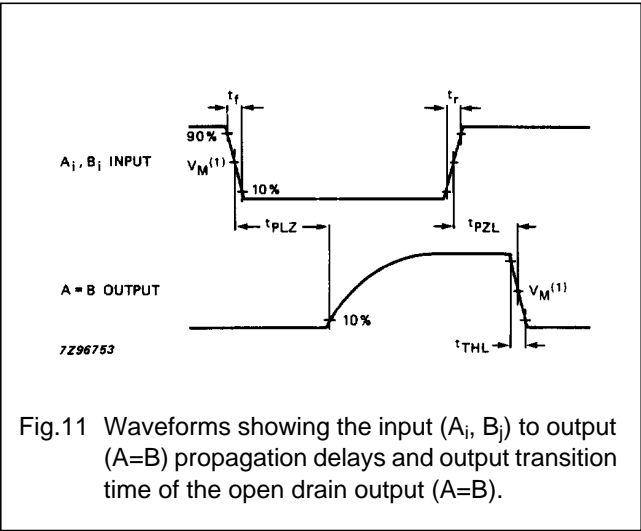 tf
tr
90%
Ai, Bi INPUT
VM(1)
10%
tPLZ
tPZL
A = B OUTPUT
VM(1)
10%
7Z96753
tTHL
Fig.11 Waveforms showing the input (Ai, Bj) to output
(A=B) propagation delays and output transition
time of the open drain output (A=B).